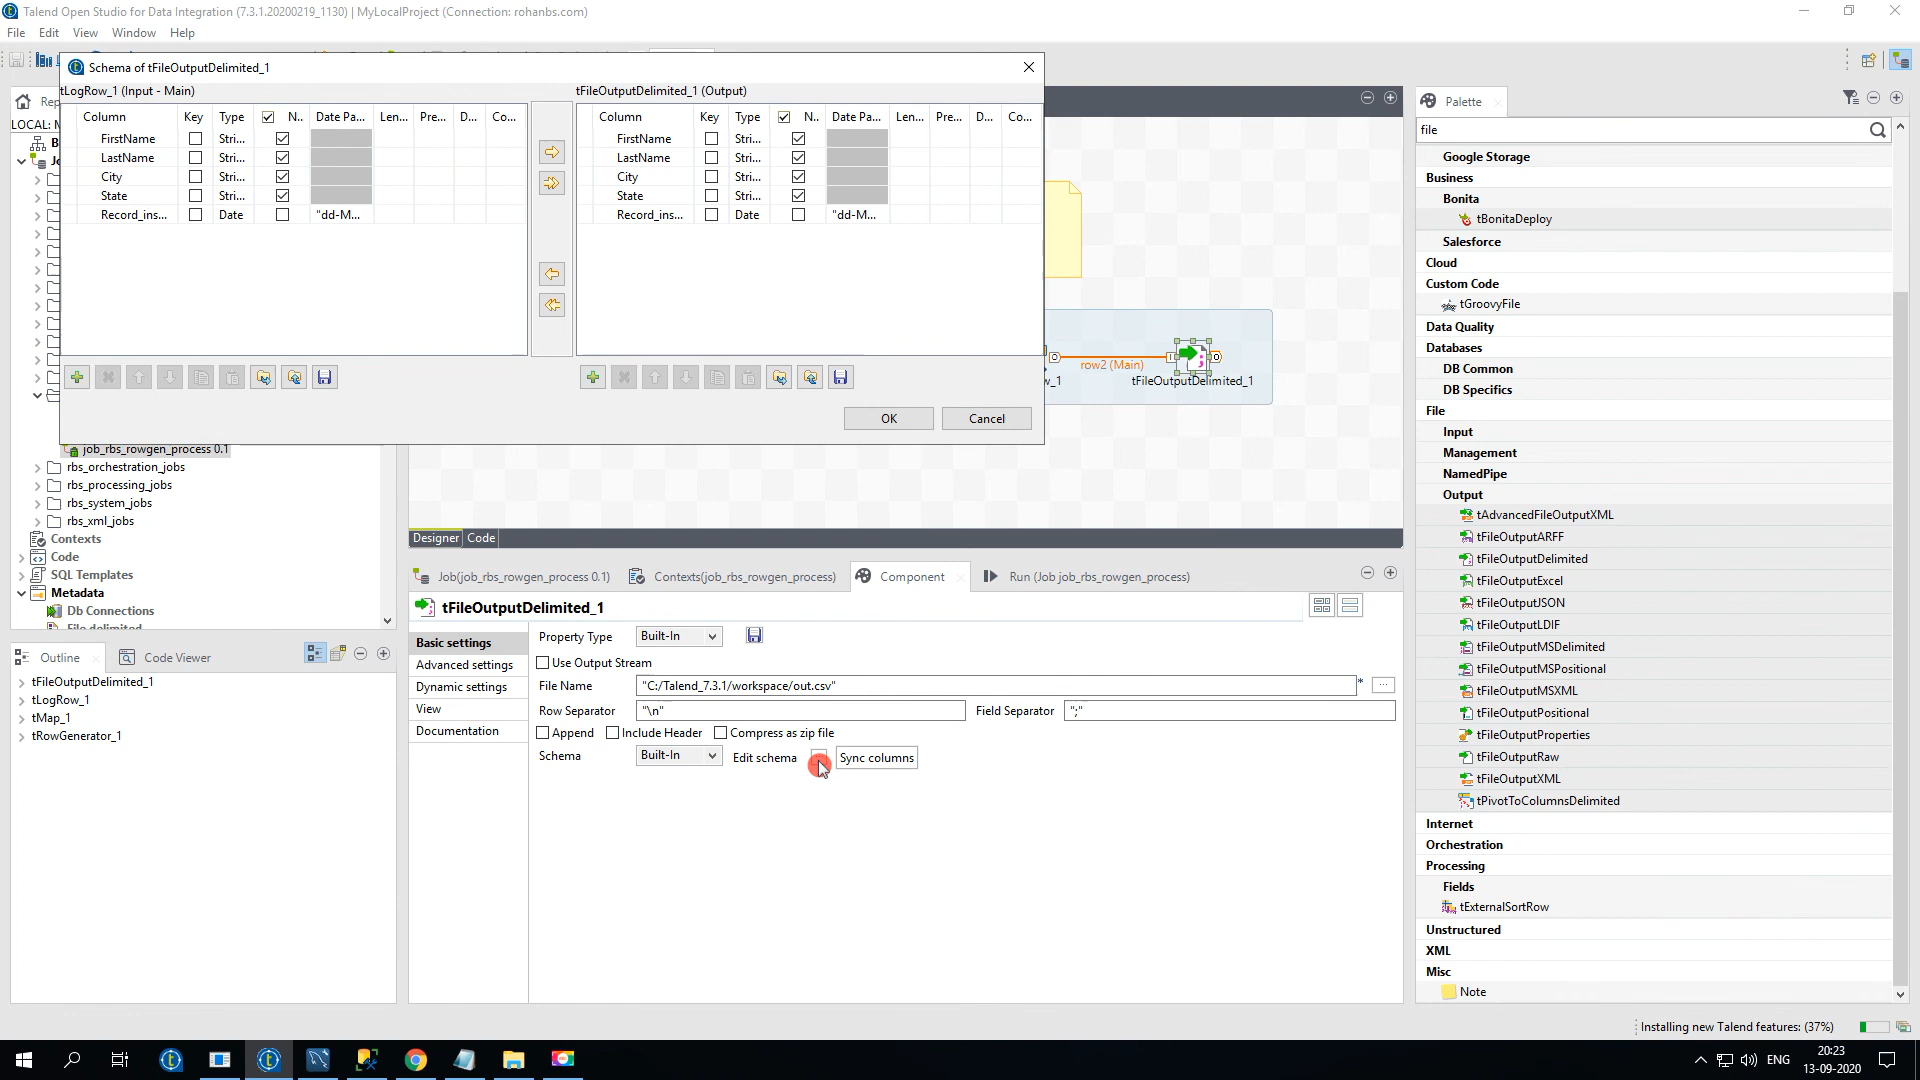 Talend Open Studio for Data Integration (7.3.1.20200219_1130) | MyLocalProject (Connection: rohanbs.com)
File Edit View Window Help
Schema of tFileOutputDelimited_1
tLogRow_1 (Input - Main)
Column Key Type N.. Date Pa... Len... Pre... D... Co...
FirstName Stri...
LastName Stri...
City Stri...
State Stri...
Record_ins... Date "dd-M...
tFileOutputDelimited_1 (Output)
Column Key Type N.. Date Pa... Len... Pre... D... Co...
FirstName Stri...
LastName Stri...
City Stri...
State Stri...
Record_ins... Date "dd-M...
OK Cancel
Rep
LOCAL: M
B
Jo
job_rbs_rowgen_process 0.1
rbs_orchestration_jobs
rbs_processing_jobs
rbs_system_jobs
rbs_xml_jobs
Contexts
Code
SQL Templates
Metadata
Db Connections
File delimited
Outline Code Viewer
tFileOutputDelimited_1
tLogRow_1
tMap_1
tRowGenerator_1
row2 (Main)
w_1
tFileOutputDelimited_1
Designer Code
Job(job_rbs_rowgen_process 0.1) Contexts(job_rbs_rowgen_process) Component Run (Job job_rbs_rowgen_process)
tFileOutputDelimited_1
Basic settings
Advanced settings
Dynamic settings
View
Documentation
Property Type Built-In
Use Output Stream
File Name "C:/Talend_7.3.1/workspace/out.csv" * ...
Row Separator "\n" Field Separator ";"
Append Include Header Compress as zip file
Schema Built-In Edit schema Sync columns
Palette
file
Google Storage
Business
Bonita
tBonitaDeploy
Salesforce
Cloud
Custom Code
tGroovyFile
Data Quality
Databases
DB Common
DB Specifics
File
Input
Management
NamedPipe
Output
tAdvancedFileOutputXML
tFileOutputARFF
tFileOutputDelimited
tFileOutputExcel
tFileOutputJSON
tFileOutputLDIF
tFileOutputMSDelimited
tFileOutputMSPositional
tFileOutputMSXML
tFileOutputPositional
tFileOutputProperties
tFileOutputRaw
tFileOutputXML
tPivotToColumnsDelimited
Internet
Orchestration
Processing
Fields
tExternalSortRow
Unstructured
XML
Misc
Note
Installing new Talend features: (37%)
ENG
20:23
13-09-2020